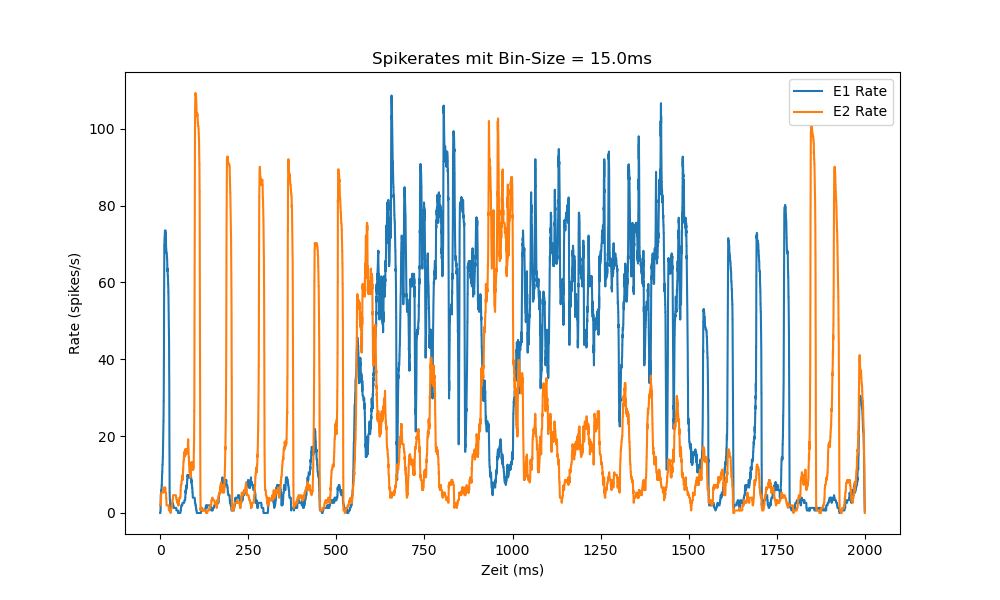 Spikerates mit Bin-Size = 15.0ms
E1 Rate
E2 Rate
Rate (spikes/s)
100
80
60
40
20
0
0 250 500 750 1000 1250 1500 1750 2000
Zeit (ms)